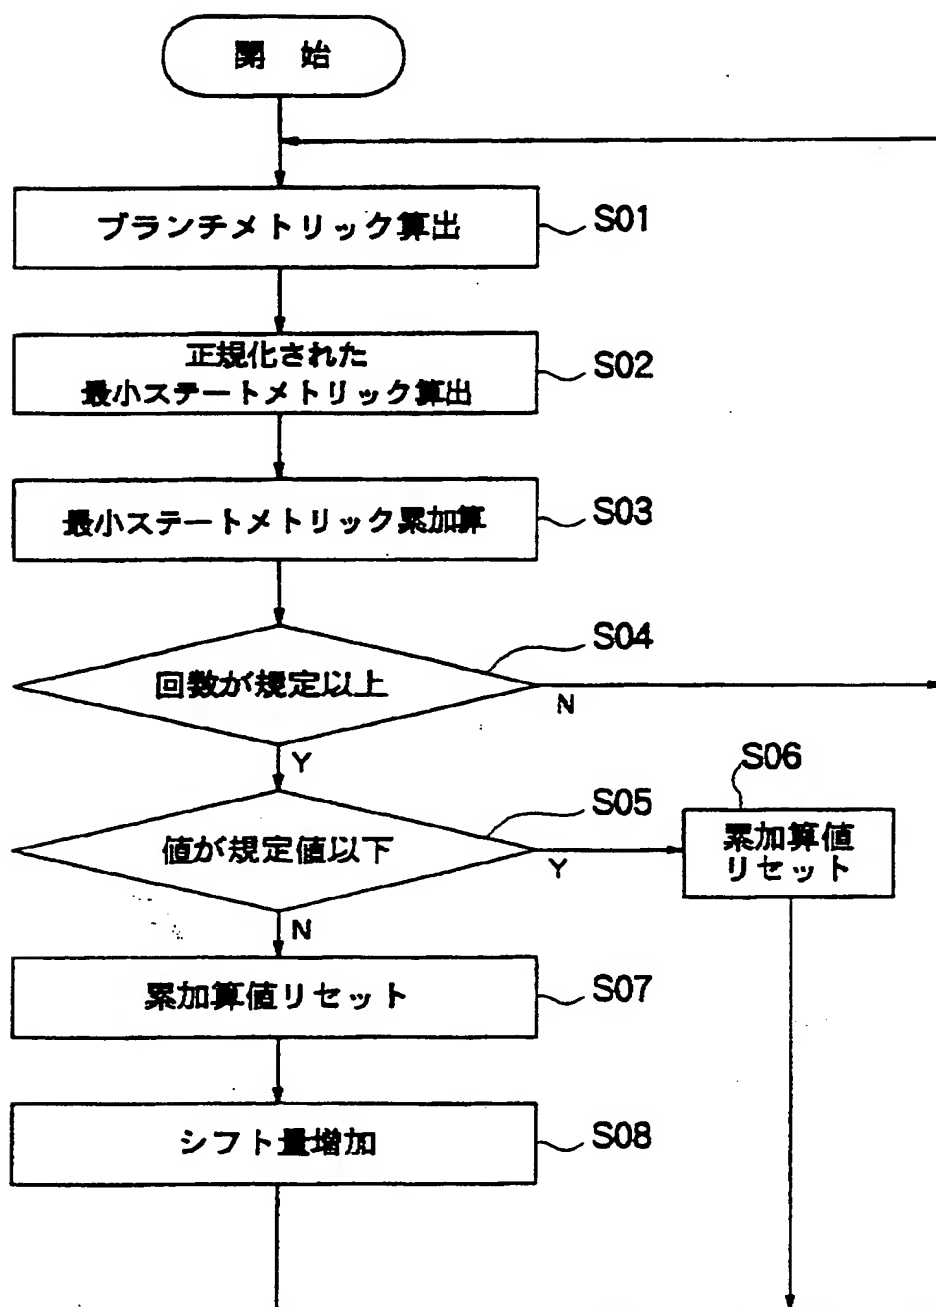 開 始
ブランチメトリック算出
S01
正規化された
最小ステートメトリック算出
S02
最小ステートメトリック累加算
S03
回数が規定以上
S04
N
Y
値が規定値以下
S05
Y
S06
累加算値
リセット
N
累加算値リセット
S07
シフト量増加
S08